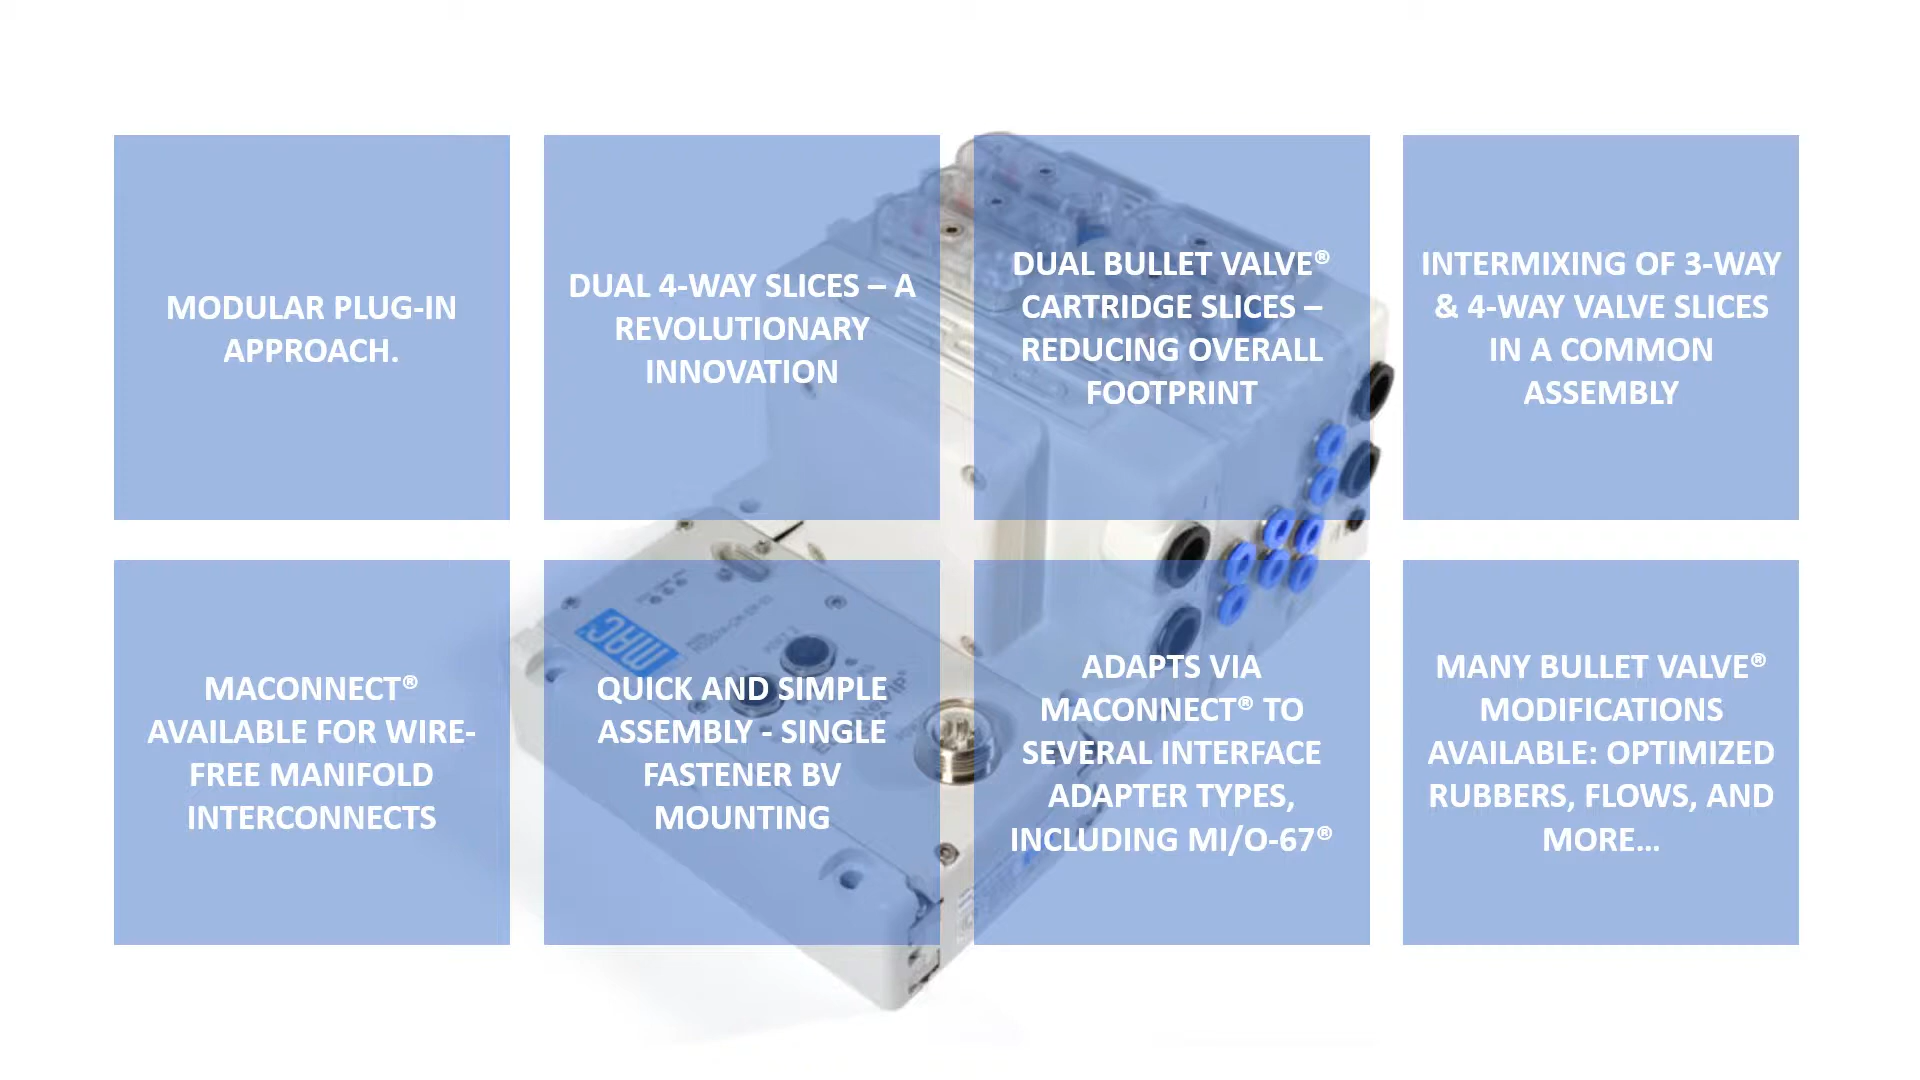 MODULAR PLUG-IN
APPROACH.
DUAL 4-WAY SLICES – A
REVOLUTIONARY
INNOVATION
DUAL BULLET VALVE®
CARTRIDGE SLICES –
REDUCING OVERALL
FOOTPRINT
INTERMIXING OF 3-WAY
& 4-WAY VALVE SLICES
IN A COMMON
ASSEMBLY
MACONNECT®
AVAILABLE FOR WIRE-
FREE MANIFOLD
INTERCONNECTS
QUICK AND SIMPLE
ASSEMBLY - SINGLE
FASTENER BV
MOUNTING
ADAPTS VIA
MACONNECT® TO
SEVERAL INTERFACE
ADAPTER TYPES,
INCLUDING MI/O-67®
MANY BULLET VALVE®
MODIFICATIONS
AVAILABLE: OPTIMIZED
RUBBERS, FLOWS, AND
MORE...
MAC